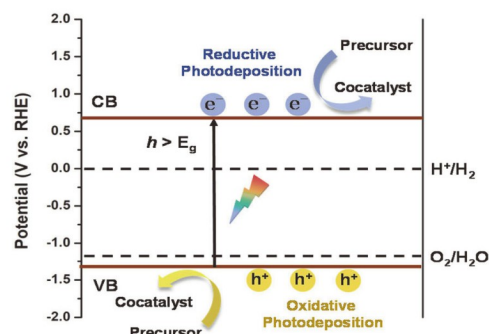 2.0
1.5
1.0
0.5
0.0
-0.5
-1.0
-1.5
-2.0
Potential (V vs. RHE)
Reductive
Photodeposition
Precursor
Cocatalyst
CB
e⁻ e⁻ e⁻
h > Eg
H⁺/H₂
O₂/H₂O
VB
h⁺ h⁺ h⁺
Cocatalyst
Precursor
Oxidative
Photodeposition